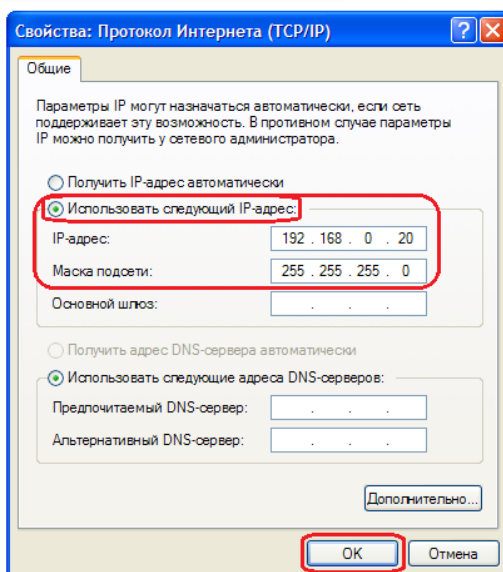 Свойства: Протокол Интернета (TCP/IP)
Общие
Параметры IP могут назначаться автоматически, если сеть
поддерживает эту возможность. В противном случае параметры
IP можно получить у сетевого администратора.
Получить IP-адрес автоматически
Использовать следующий IP-адрес:
IP-адрес: 192 . 168 . 0 . 20
Маска подсети: 255 . 255 . 255 . 0
Основной шлюз: . . .
Получить адрес DNS-сервера автоматически
Использовать следующие адреса DNS-серверов:
Предпочитаемый DNS-сервер: . . .
Альтернативный DNS-сервер: . . .
Дополнительно...
OK Отмена